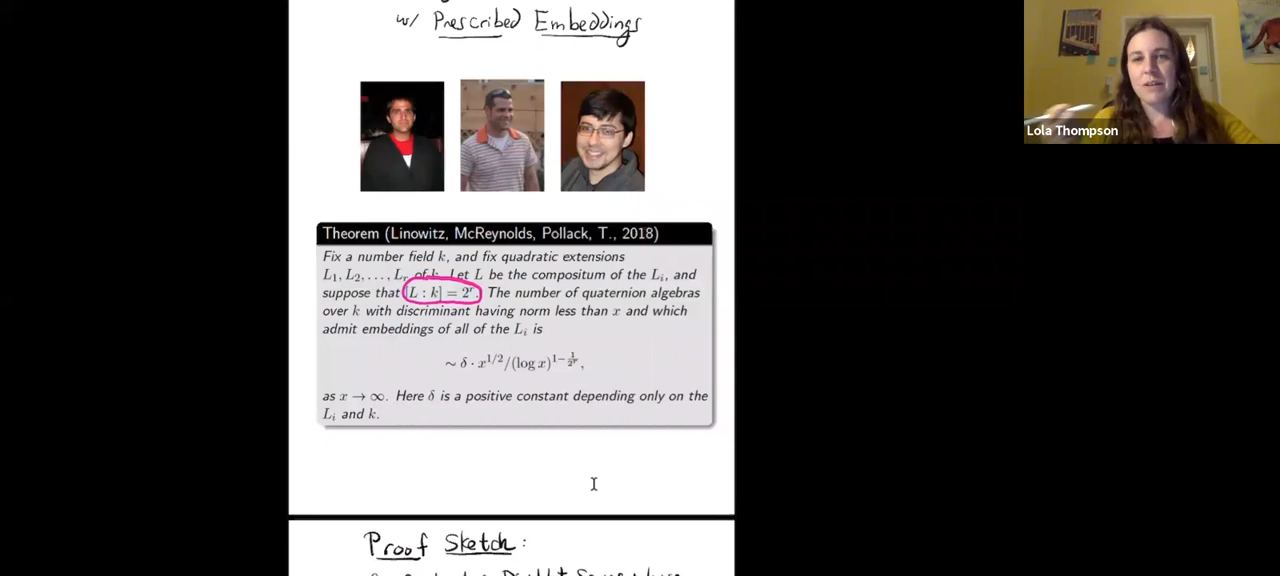 w/ Prescribed Embeddings
Lola Thompson
Theorem (Linowitz, McReynolds, Pollack, T., 2018)
Fix a number field k, and fix quadratic extensions
L₁, L₂, . . . , Lᵣ of k. Let L be the compositum of the Lᵢ, and
suppose that [L : k] = 2ʳ. The number of quaternion algebras
over k with discriminant having norm less than x and which
admit embeddings of all of the Lᵢ is
∼ δ · x^{1/2}/(log x)^{1−1/2^r},
as x → ∞. Here δ is a positive constant depending only on the
Lᵢ and k.
Proof Sketch: